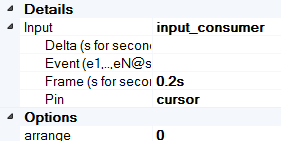 Details
Input input_consumer
Delta (s for secon
Event (e1,..,eN@s
Frame (s for secon 0.2s
Pin cursor
Options
arrange 0